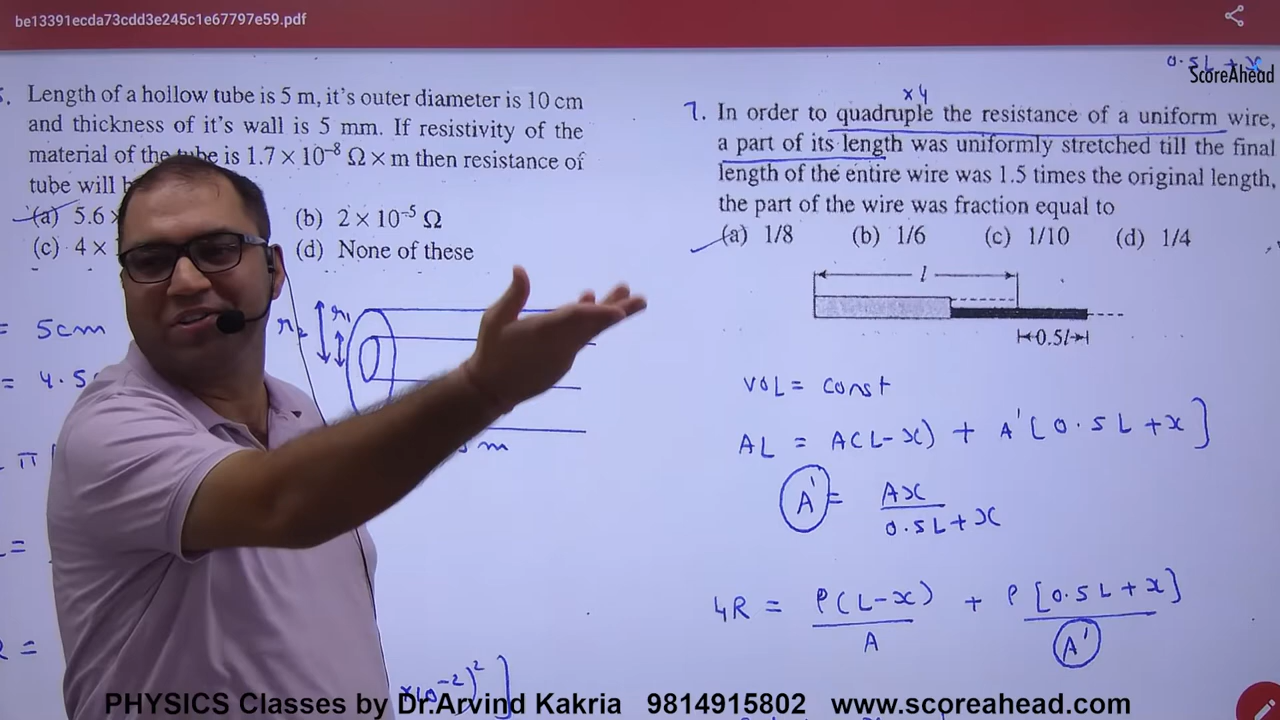 be13391ecda73cdd3e245c1e67797e59.pdf
0.5L + x
ScoreAhead
Length of a hollow tube is 5 m, it's outer diameter is 10 cm
and thickness of it's wall is 5 mm. If resistivity of the
material of the tube is 1.7 × 10⁻⁸ Ω × m then resistance of
tube will
(a) 5.6 ×
(b) 2 × 10⁻⁵ Ω
(c) 4 ×
(d) None of these
= 5cm
= 4.5
r₂
r₁
m
π
=
R =
×10⁻²)² ]
×4
7. In order to quadruple the resistance of a uniform wire,
a part of its length was uniformly stretched till the final
length of the entire wire was 1.5 times the original length,
the part of the wire was fraction equal to
(a) 1/8 (b) 1/6 (c) 1/10 (d) 1/4
l
0.5l
VOL = const
AL = A(L-x) + A'[0.5L+x]
A' = Ax / 0.5L+x
4R = ρ(L-x) / A + ρ[0.5L+x] / A'
PHYSICS Classes by Dr.Arvind Kakria 9814915802 www.scoreahead.com